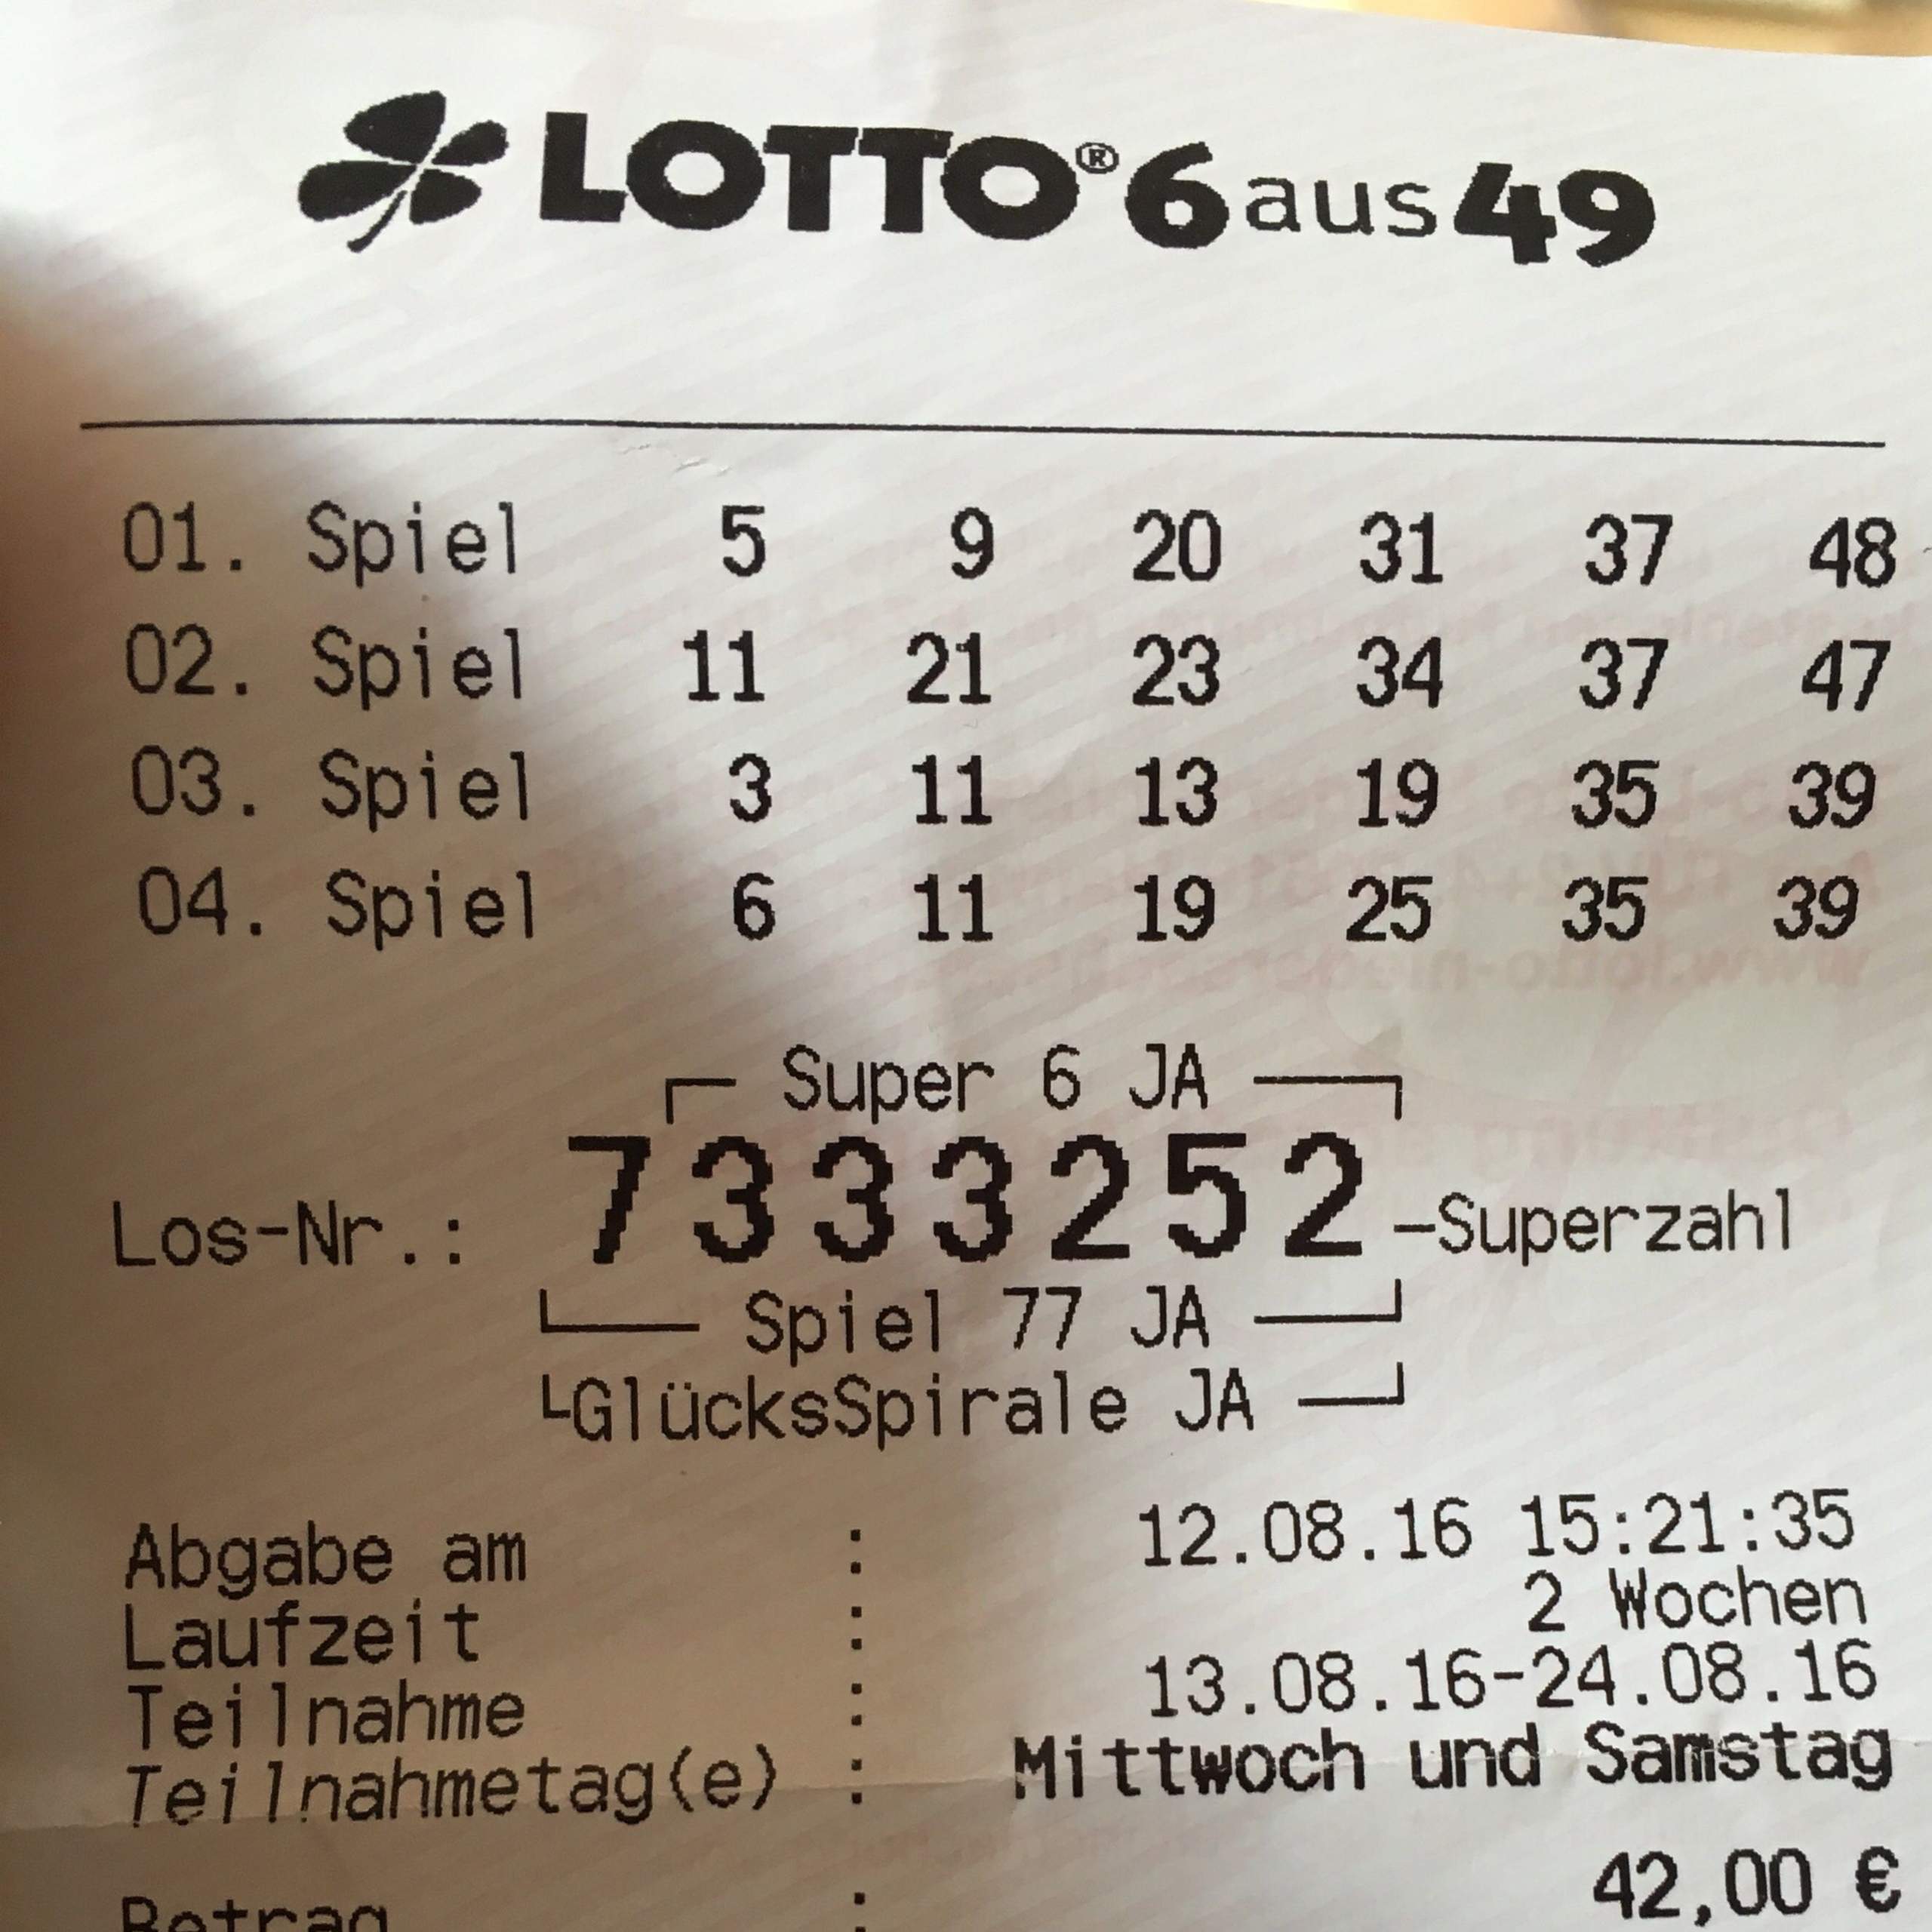 LOTTO® 6aus49
01. Spiel 5 9 20 31 37 48
02. Spiel 11 21 23 34 37 47
03. Spiel 3 11 13 19 35 39
04. Spiel 6 11 19 25 35 39
Super 6 JA
Los-Nr.: 7333252 -Superzahl
Spiel 77 JA
GlücksSpirale JA
Abgabe am : 12.08.16 15:21:35
Laufzeit : 2 Wochen
Teilnahme : 13.08.16-24.08.16
Teilnahmetag(e) : Mittwoch und Samstag
Betrag : 42,00 €